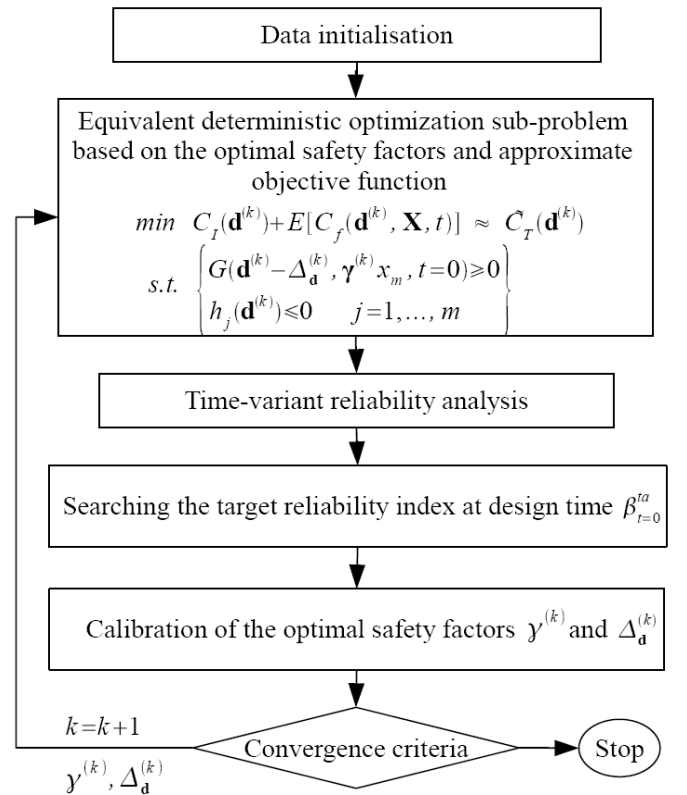 Data initialisation
Equivalent deterministic optimization sub-problem
based on the optimal safety factors and approximate
objective function
min C_I(d^(k))+E[C_f(d^(k), X, t)] ≈ C̃_T(d^(k))
s.t. { G(d^(k)−Δ_d^(k), γ^(k) x_m, t=0)⩾0 }
h_j(d^(k))⩽0 j=1,..., m
Time-variant reliability analysis
Searching the target reliability index at design time β_{t=0}^{ta}
Calibration of the optimal safety factors γ^(k) and Δ_d^(k)
Convergence criteria
Stop
k=k+1
γ^(k), Δ_d^(k)